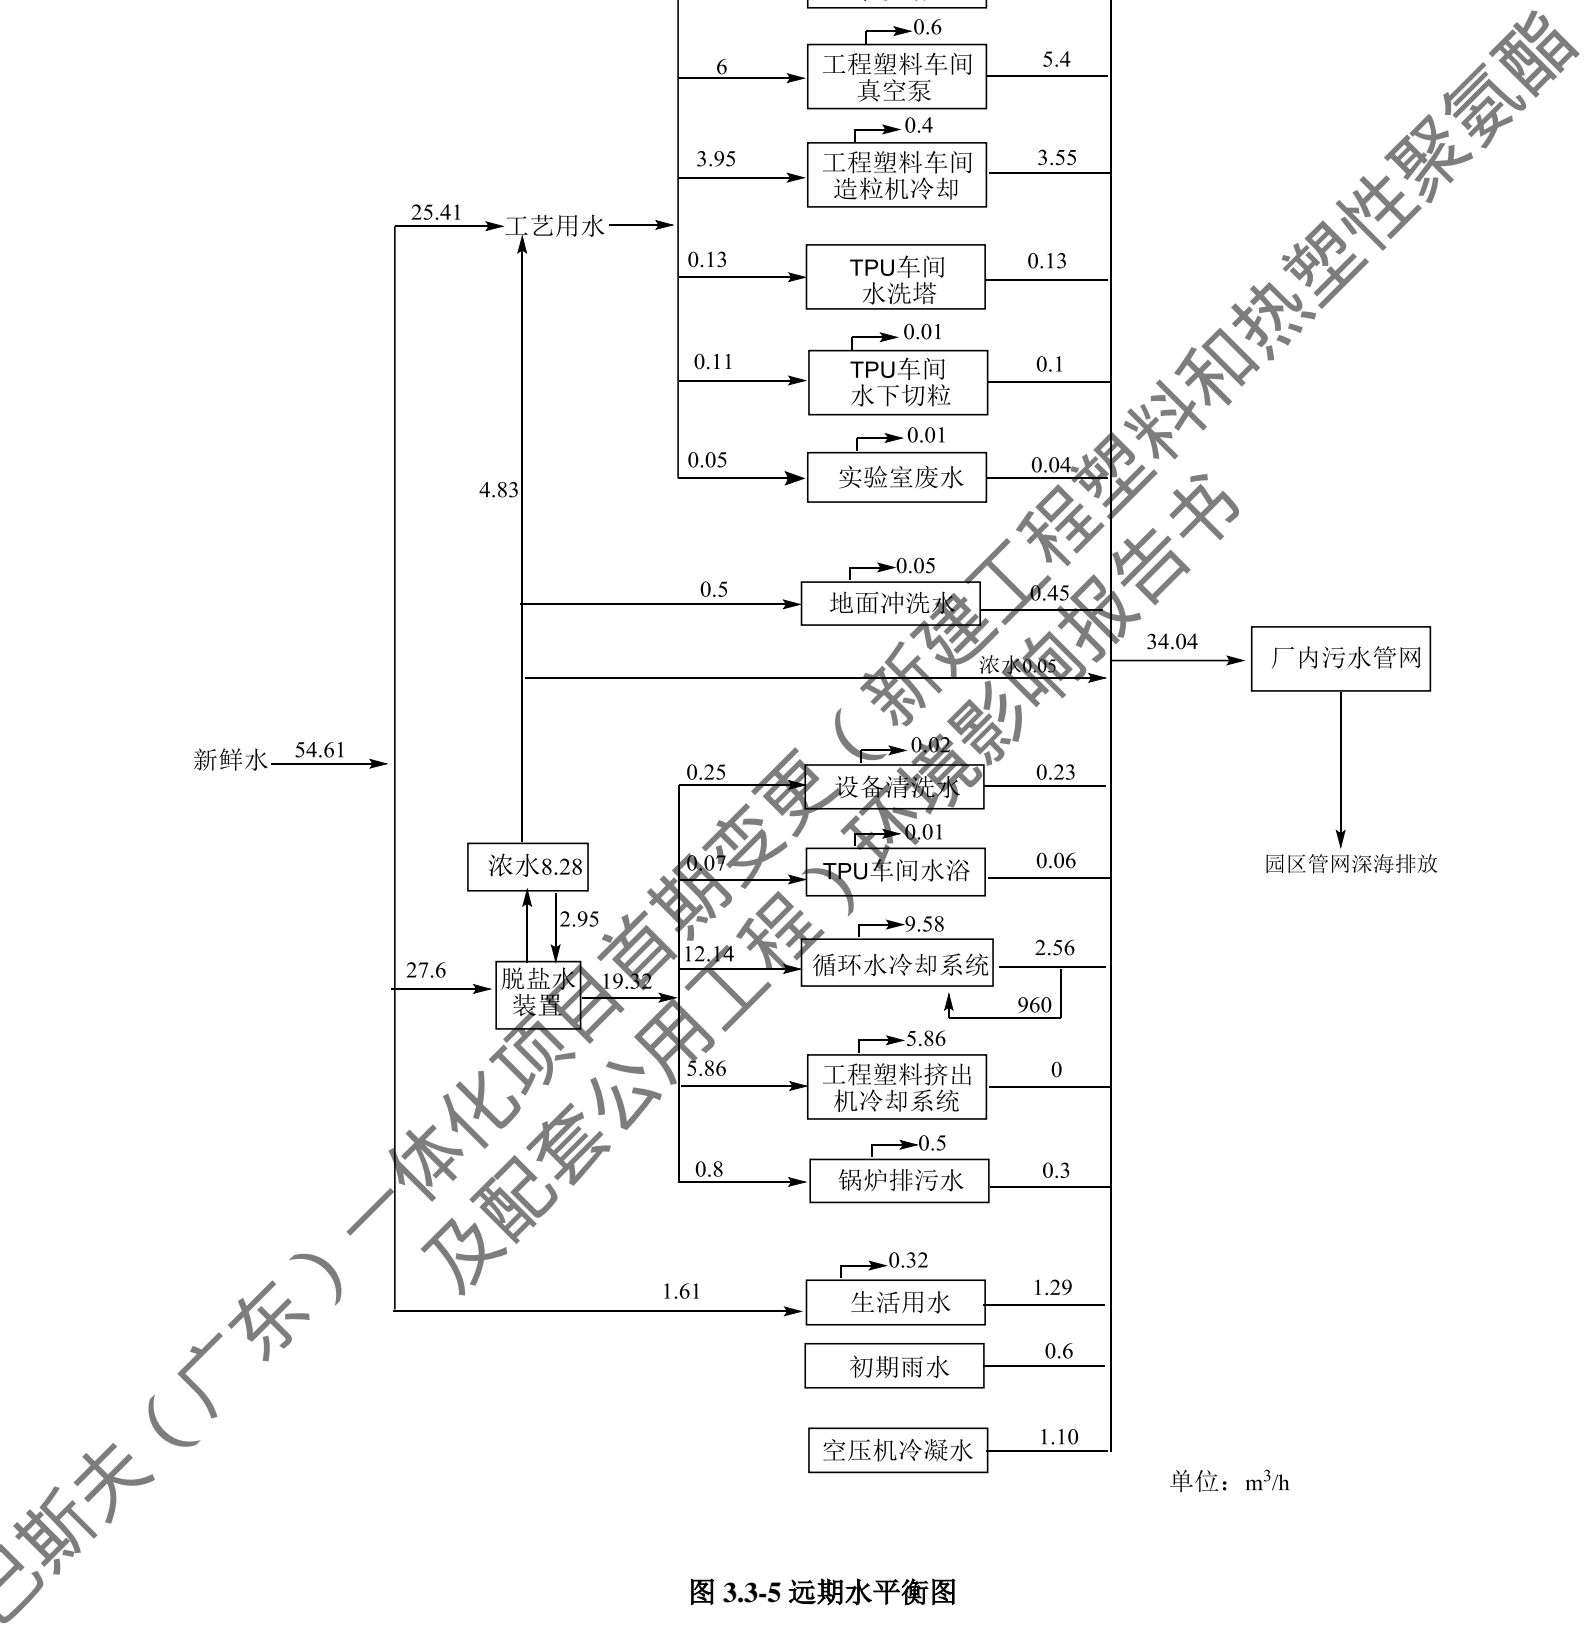 0.6
6
工程塑料车间
真空泵
5.4
0.4
3.95
工程塑料车间
造粒机冷却
3.55
25.41
工艺用水
0.13
TPU车间
水洗塔
0.13
0.01
0.11
TPU车间
水下切粒
0.1
0.01
0.05
实验室废水
0.04
4.83
0.05
0.5
地面冲洗水
0.45
34.04
厂内污水管网
浓水0.05
新鲜水
54.61
0.02
0.25
设备清洗水
0.23
0.01
0.07
TPU车间水浴
0.06
园区管网深海排放
浓水8.28
2.95
9.58
12.14
循环水冷却系统
2.56
960
27.6
脱盐水
装置
19.32
5.86
5.86
工程塑料挤出
机冷却系统
0
0.5
0.8
锅炉排污水
0.3
0.32
1.61
生活用水
1.29
初期雨水
0.6
空压机冷凝水
1.10
单位：m³/h
图 3.3-5 远期水平衡图
巴斯夫（广东）一体化项目首期变更（新建工程塑料和热塑性聚氨酯
及配套公用工程）环境影响报告书